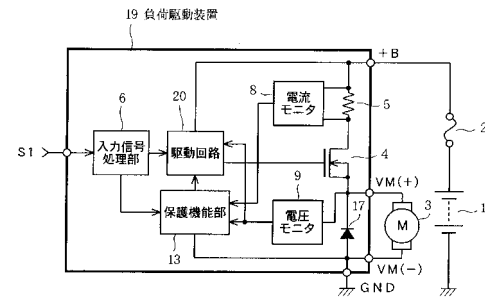 19 負荷駆動装置
+B
6
20
8
電流
モニタ
5
2
S1
入力信号
処理部
駆動回路
4
9
VM(+)
保護機能部
電圧
モニタ
17
M
3
1
13
VM(-)
GND